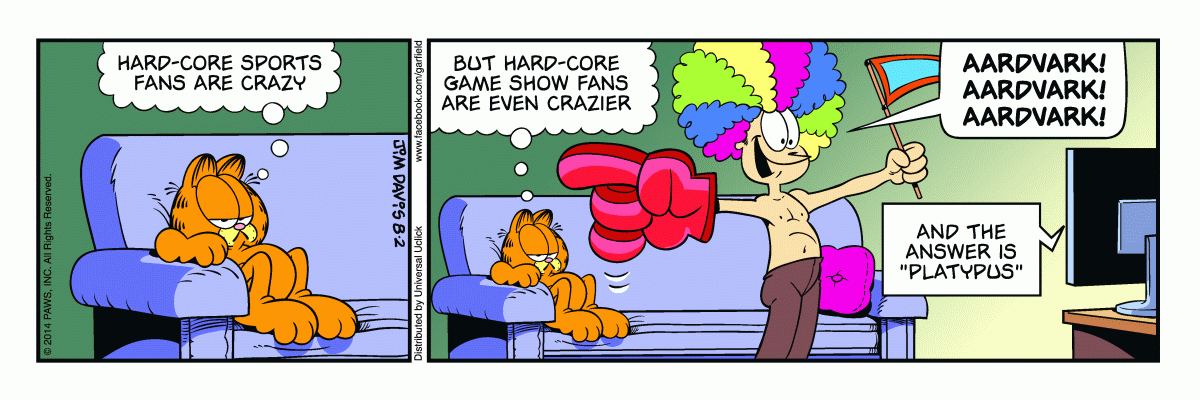 HARD-CORE SPORTS
FANS ARE CRAZY
© 2014 PAWS, INC. All Rights Reserved.
JIM DAVIS 8-2
www.facebook.com/garfield
Distributed by Universal Uclick
BUT HARD-CORE
GAME SHOW FANS
ARE EVEN CRAZIER
AARDVARK!
AARDVARK!
AARDVARK!
AND THE
ANSWER IS
"PLATYPUS"